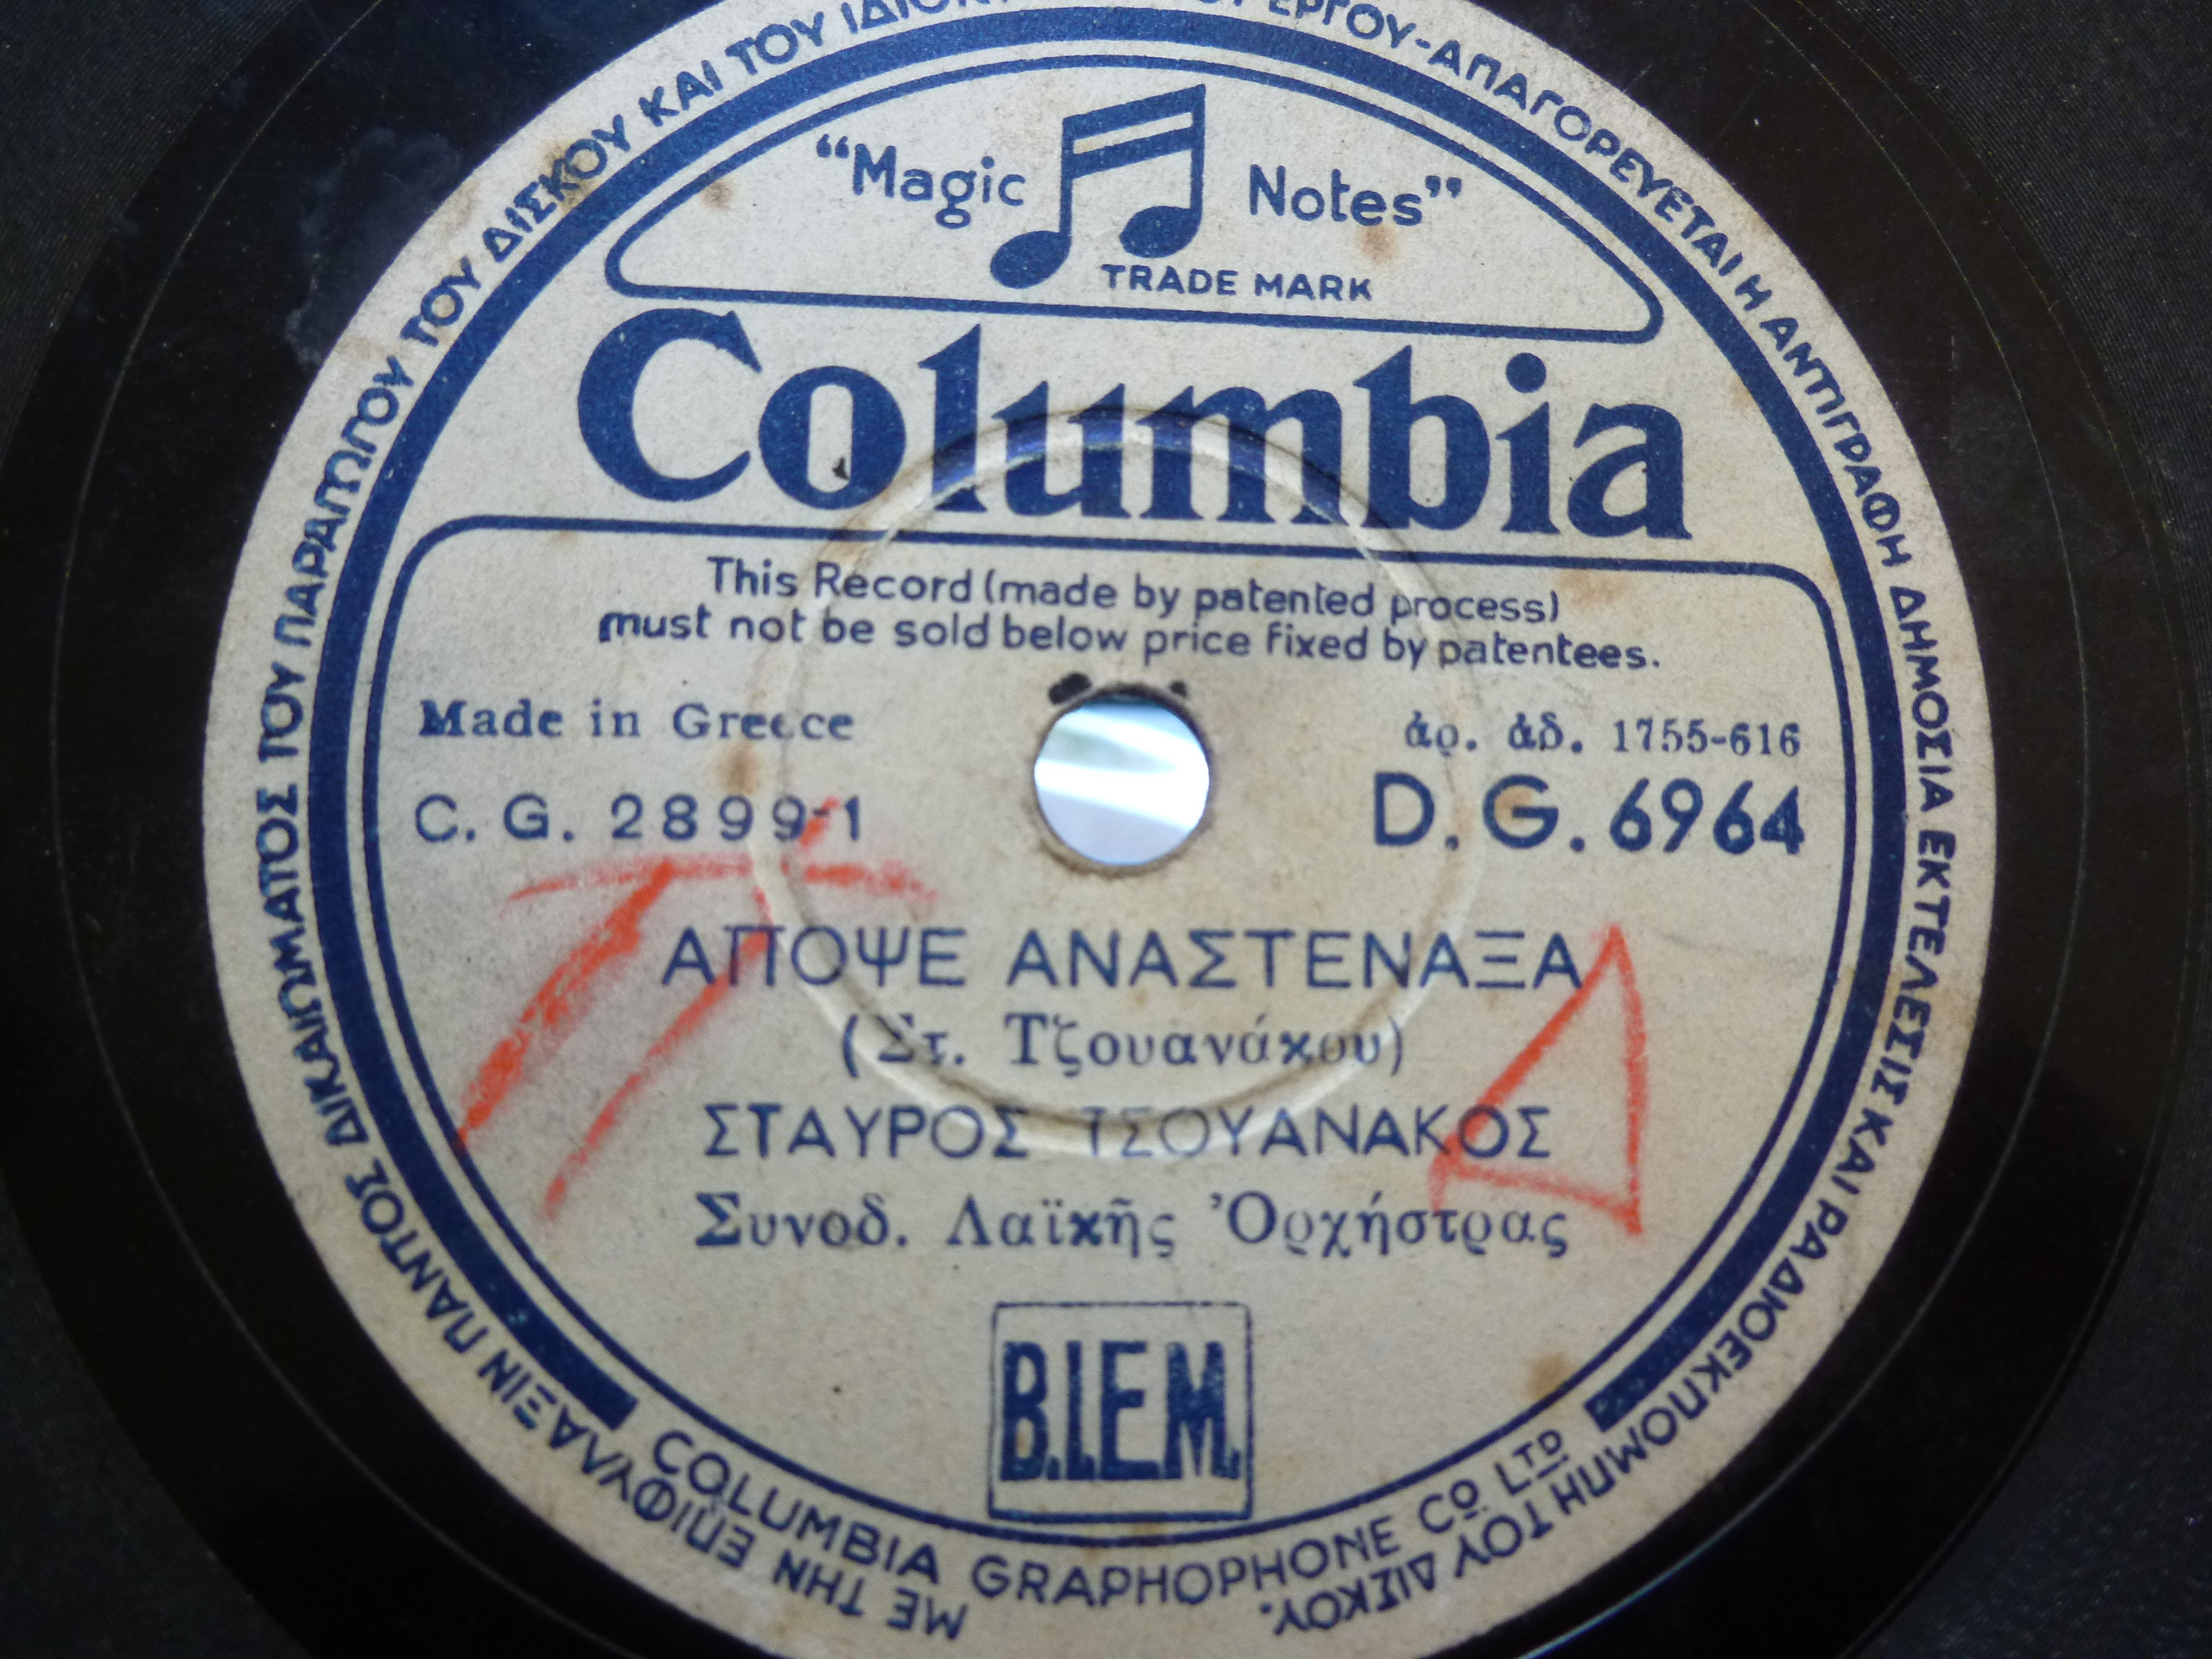 ΜΕ ΤΗΝ ΕΠΙΦΥΛΑΞΙΝ ΠΑΝΤΟΣ ΔΙΚΑΙΩΜΑΤΟΣ ΤΟΥ ΠΑΡΑΓΩΓΟΥ ΤΟΥ ΔΙΣΚΟΥ ΚΑΙ ΤΟΥ ΕΡΓΟΥ-ΑΠΑΓΟΡΕΥΕΤΑΙ Η ΑΝΤΙΓΡΑΦΗ ΔΗΜΟΣΙΑ ΕΚΤΕΛΕΣΙΣ ΚΑΙ ΡΑΔΙΟΕΚΠΟΜΠΗ ΤΟΥ ΔΙΣΚΟΥ.
"Magic Notes"
TRADE MARK
Columbia
This Record (made by patented process)
must not be sold below price fixed by patentees.
Made in Greece ἀρ. ἀδ. 1755-616
C. G. 2899-1 D. G. 6964
Π Δ
ΑΠΟΨΕ ΑΝΑΣΤΕΝΑΞΑ
(Στ. Τζουανάκου)
ΣΤΑΥΡΟΣ ΤΣΟΥΑΝΑΚΟΣ
Συνοδ. Λαϊκῆς Ὀρχήστρας
B.I.E.M.
COLUMBIA GRAPHOPHONE CO LTD